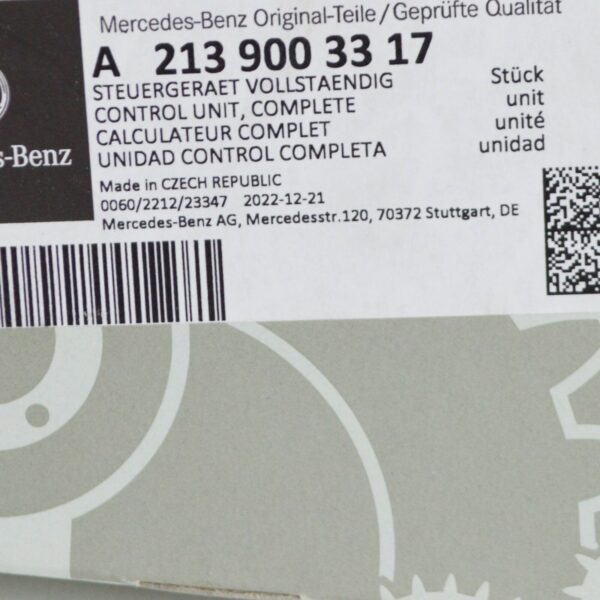 Mercedes-Benz Original-Teile/Geprüfte Qualität
A 213 900 33 17
STEUERGERAET VOLLSTAENDIG
CONTROL UNIT, COMPLETE
CALCULATEUR COMPLET
UNIDAD CONTROL COMPLETA
Stück
unit
unité
unidad
s-Benz
Made in CZECH REPUBLIC
0060/2212/23347 2022-12-21
Mercedes-Benz AG, Mercedesstr.120, 70372 Stuttgart, DE